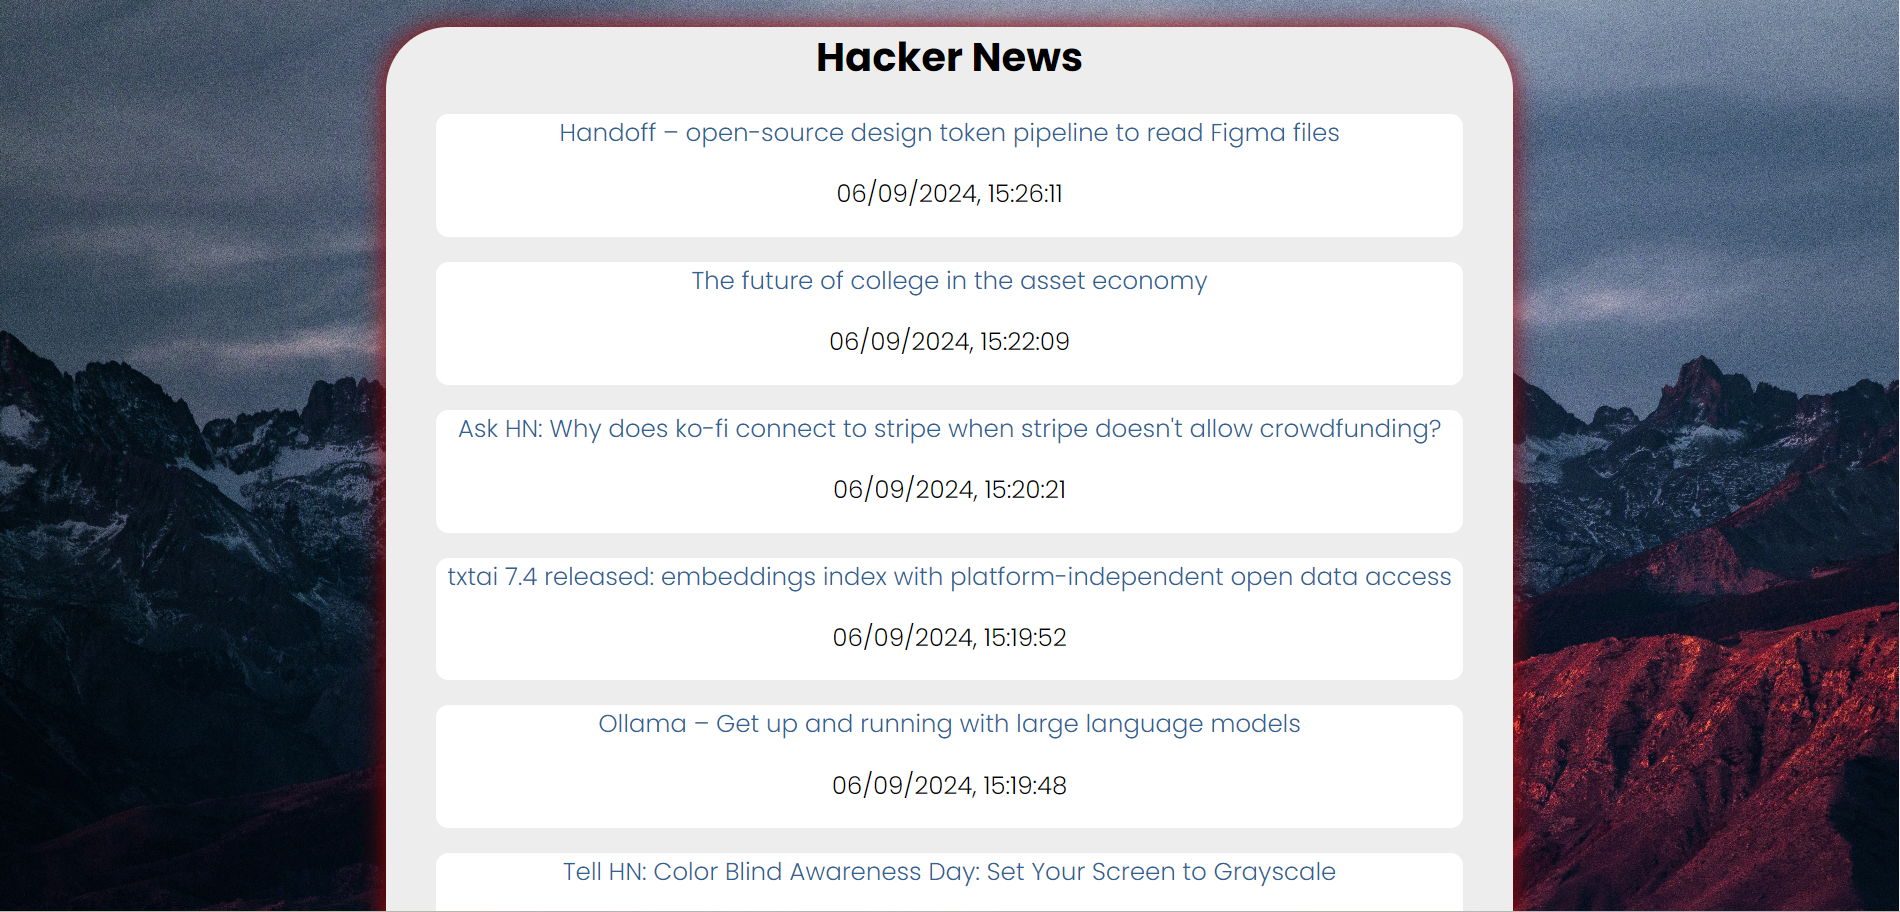 Hacker News
Handoff – open-source design token pipeline to read Figma files
06/09/2024, 15:26:11
The future of college in the asset economy
06/09/2024, 15:22:09
Ask HN: Why does ko-fi connect to stripe when stripe doesn't allow crowdfunding?
06/09/2024, 15:20:21
txtai 7.4 released: embeddings index with platform-independent open data access
06/09/2024, 15:19:52
Ollama – Get up and running with large language models
06/09/2024, 15:19:48
Tell HN: Color Blind Awareness Day: Set Your Screen to Grayscale